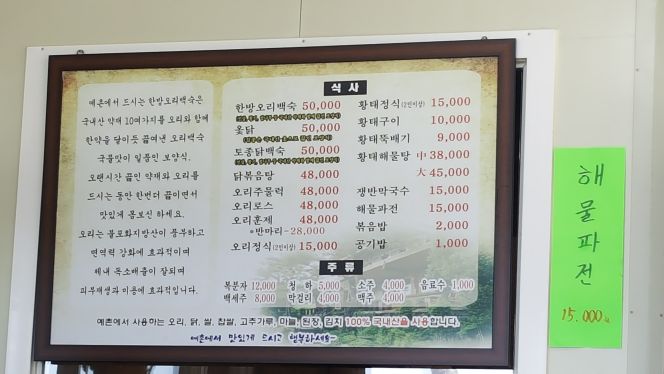 예촌에서 드시는 한방오리백숙은
국내산 약재 10여가지를 오리와 함께
한약을 달이듯 끓여낸 오리백숙
국물맛이 일품인 보양식.
오랜시간 끓인 약재와 오리를
드시는 동안 한번더 끓이면서
맛있게 몸보신 하세요.
오리는 불포화지방산이 풍부하고
면역력 강화에 효과적이며
체내 독소배출이 잘되며
피부재생과 미용에 효과적입니다.
식 사
한방오리백숙 50,000
옻닭 50,000
토종닭백숙 50,000
닭볶음탕 48,000
오리주물럭 48,000
오리로스 48,000
오리훈제 48,000
*반마리-28,000
오리정식(2인이상) 15,000
황태정식(2인이상) 15,000
황태구이 10,000
황태뚝배기 9,000
황태해물탕 中 38,000
大 45,000
쟁반막국수 15,000
해물파전 15,000
볶음밥 2,000
공기밥 1,000
주 류
복분자 12,000 청 하 5,000 소주 4,000 음료수 1,000
백세주 8,000 막걸리 4,000 맥주 4,000
예촌에서 사용하는 오리, 닭, 쌀, 찹쌀, 고추가루, 마늘, 된장, 김치 100% 국내산을 사용합니다.
예촌에서 맛있게 드시고 행복하세요~
해물파전
15.000